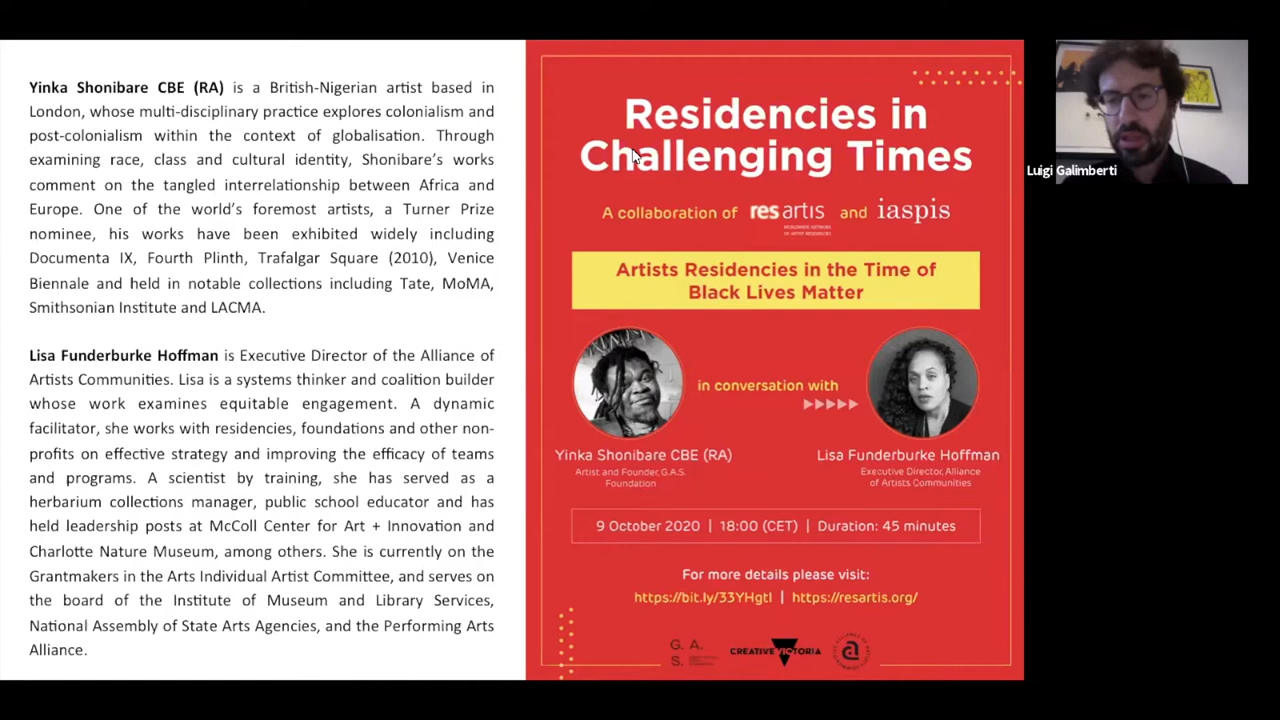 Yinka Shonibare CBE (RA) is a British-Nigerian artist based in
London, whose multi-disciplinary practice explores colonialism and
post-colonialism within the context of globalisation. Through
examining race, class and cultural identity, Shonibare's works
comment on the tangled interrelationship between Africa and
Europe. One of the world's foremost artists, a Turner Prize
nominee, his works have been exhibited widely including
Documenta IX, Fourth Plinth, Trafalgar Square (2010), Venice
Biennale and held in notable collections including Tate, MoMA,
Smithsonian Institute and LACMA.
Lisa Funderburke Hoffman is Executive Director of the Alliance of
Artists Communities. Lisa is a systems thinker and coalition builder
whose work examines equitable engagement. A dynamic
facilitator, she works with residencies, foundations and other non-
profits on effective strategy and improving the efficacy of teams
and programs. A scientist by training, she has served as a
herbarium collections manager, public school educator and has
held leadership posts at McColl Center for Art + Innovation and
Charlotte Nature Museum, among others. She is currently on the
Grantmakers in the Arts Individual Artist Committee, and serves on
the board of the Institute of Museum and Library Services,
National Assembly of State Arts Agencies, and the Performing Arts
Alliance.
Residencies in
Challenging Times
A collaboration of res artis and iaspis
WORLDWIDE NETWORK
OF ARTIST RESIDENCIES
Artists Residencies in the Time of
Black Lives Matter
in conversation with
Yinka Shonibare CBE (RA)
Artist and Founder, G.A.S.
Foundation
Lisa Funderburke Hoffman
Executive Director, Alliance
of Artists Communities
9 October 2020 | 18:00 (CET) | Duration: 45 minutes
For more details please visit:
https://bit.ly/33YHgtI | https://resartis.org/
G. A.
S.
CREATIVE VICTORIA
Luigi Galimberti